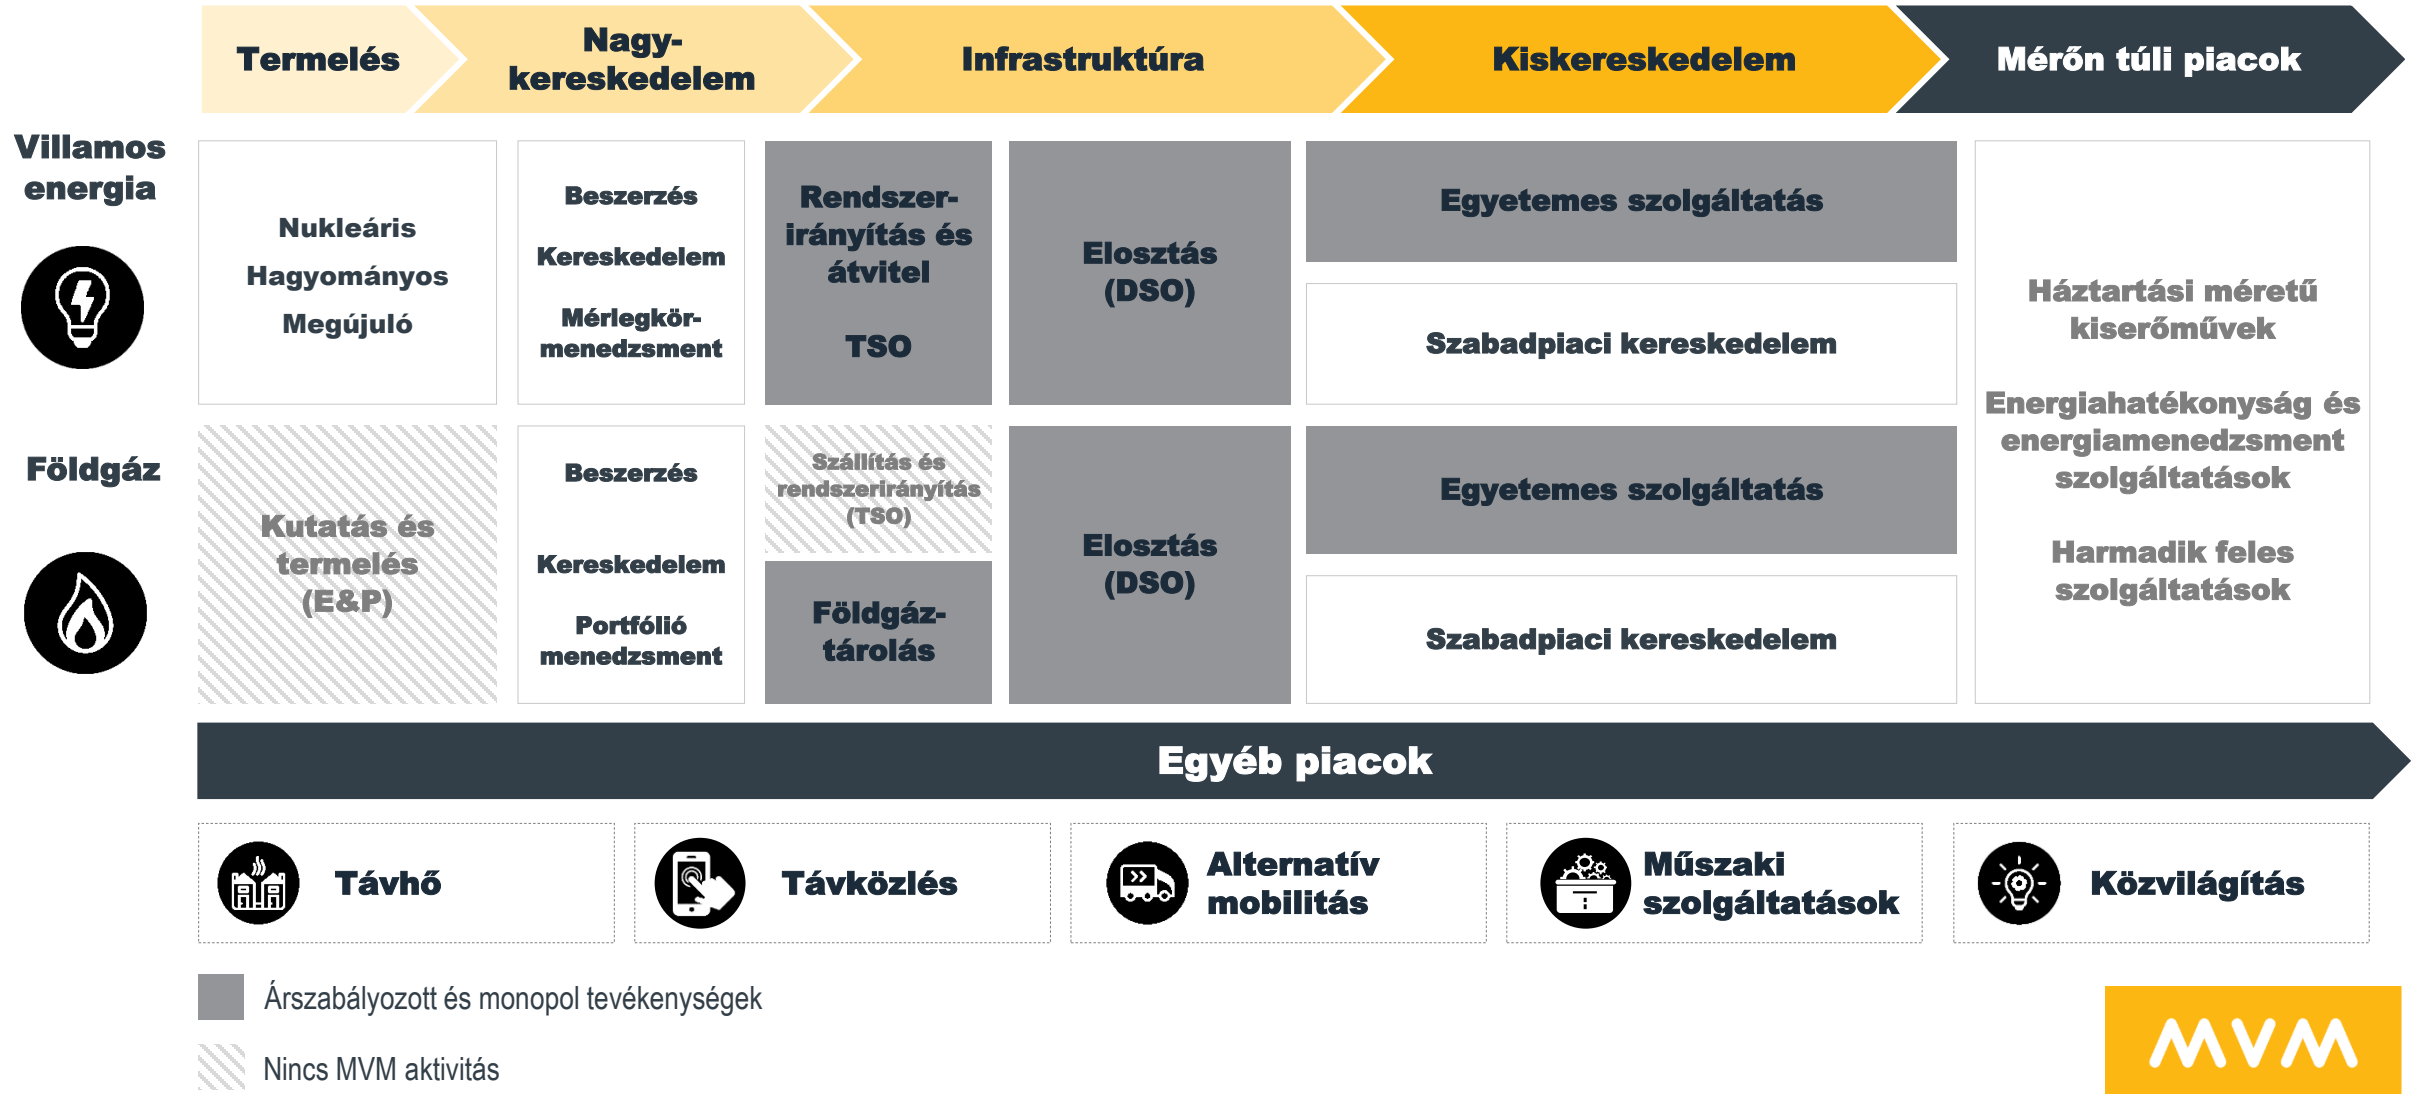 Termelés
Nagy-
kereskedelem
Infrastruktúra
Kiskereskedelem
Mérőn túli piacok
Villamos
energia
Nukleáris
Hagyományos
Megújuló
Beszerzés
Kereskedelem
Mérlegkör-
menedzsment
Rendszer-
irányítás és
átvitel
TSO
Elosztás
(DSO)
Egyetemes szolgáltatás
Szabadpiaci kereskedelem
Háztartási méretű
kiserőművek
Energiahatékonyság és
energiamenedzsment
szolgáltatások
Harmadik feles
szolgáltatások
Földgáz
Kutatás és
termelés
(E&P)
Beszerzés
Kereskedelem
Portfólió
menedzsment
Szállítás és
rendszerirányítás
(TSO)
Földgáz-
tárolás
Elosztás
(DSO)
Egyetemes szolgáltatás
Szabadpiaci kereskedelem
Egyéb piacok
Távhő
Távközlés
Alternatív
mobilitás
Műszaki
szolgáltatások
Közvilágítás
Árszabályozott és monopol tevékenységek
Nincs MVM aktivitás
MVM